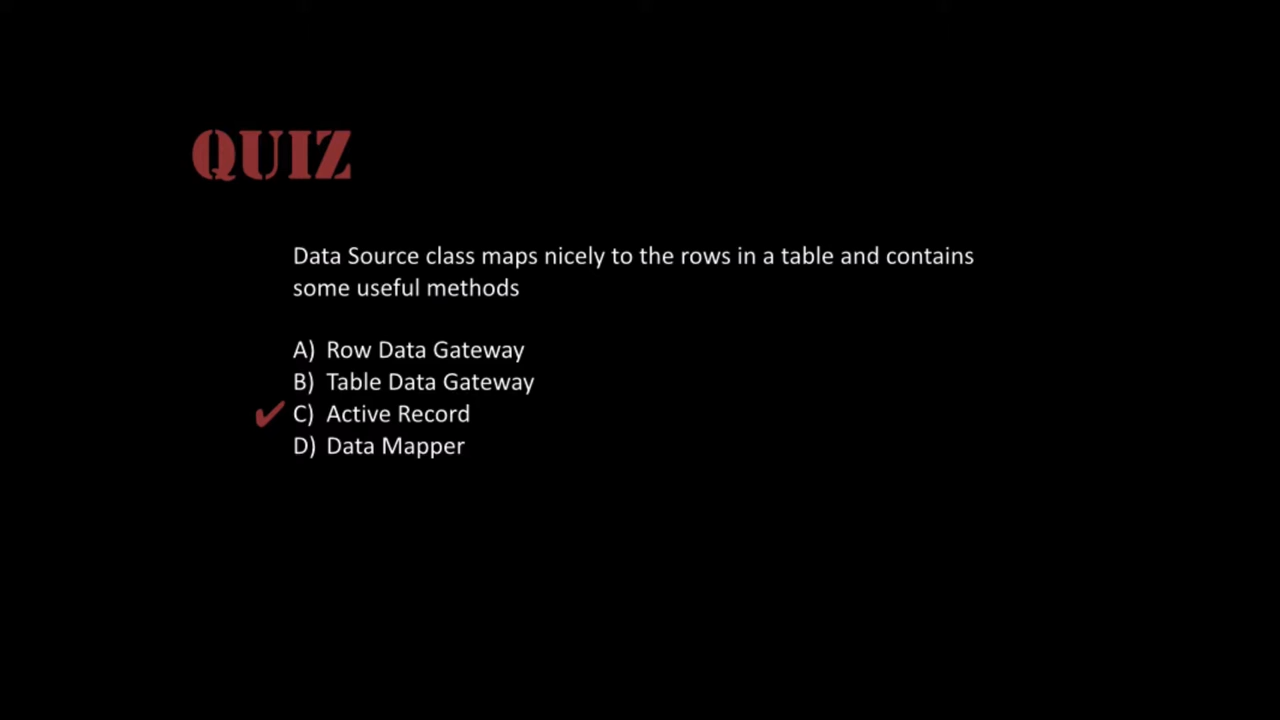 QUIZ
Data Source class maps nicely to the rows in a table and contains
some useful methods
A) Row Data Gateway
B) Table Data Gateway
✔ C) Active Record
D) Data Mapper